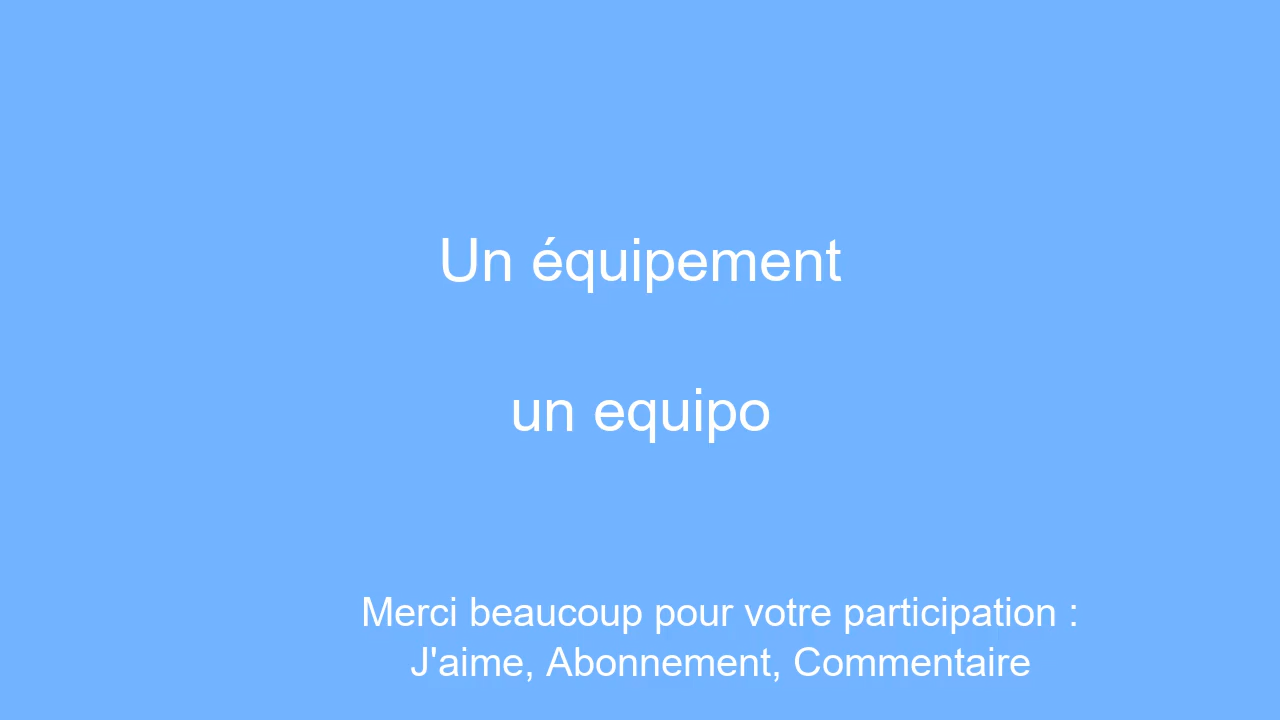 Un équipement
un equipo
Merci beaucoup pour votre participation :
J'aime, Abonnement, Commentaire